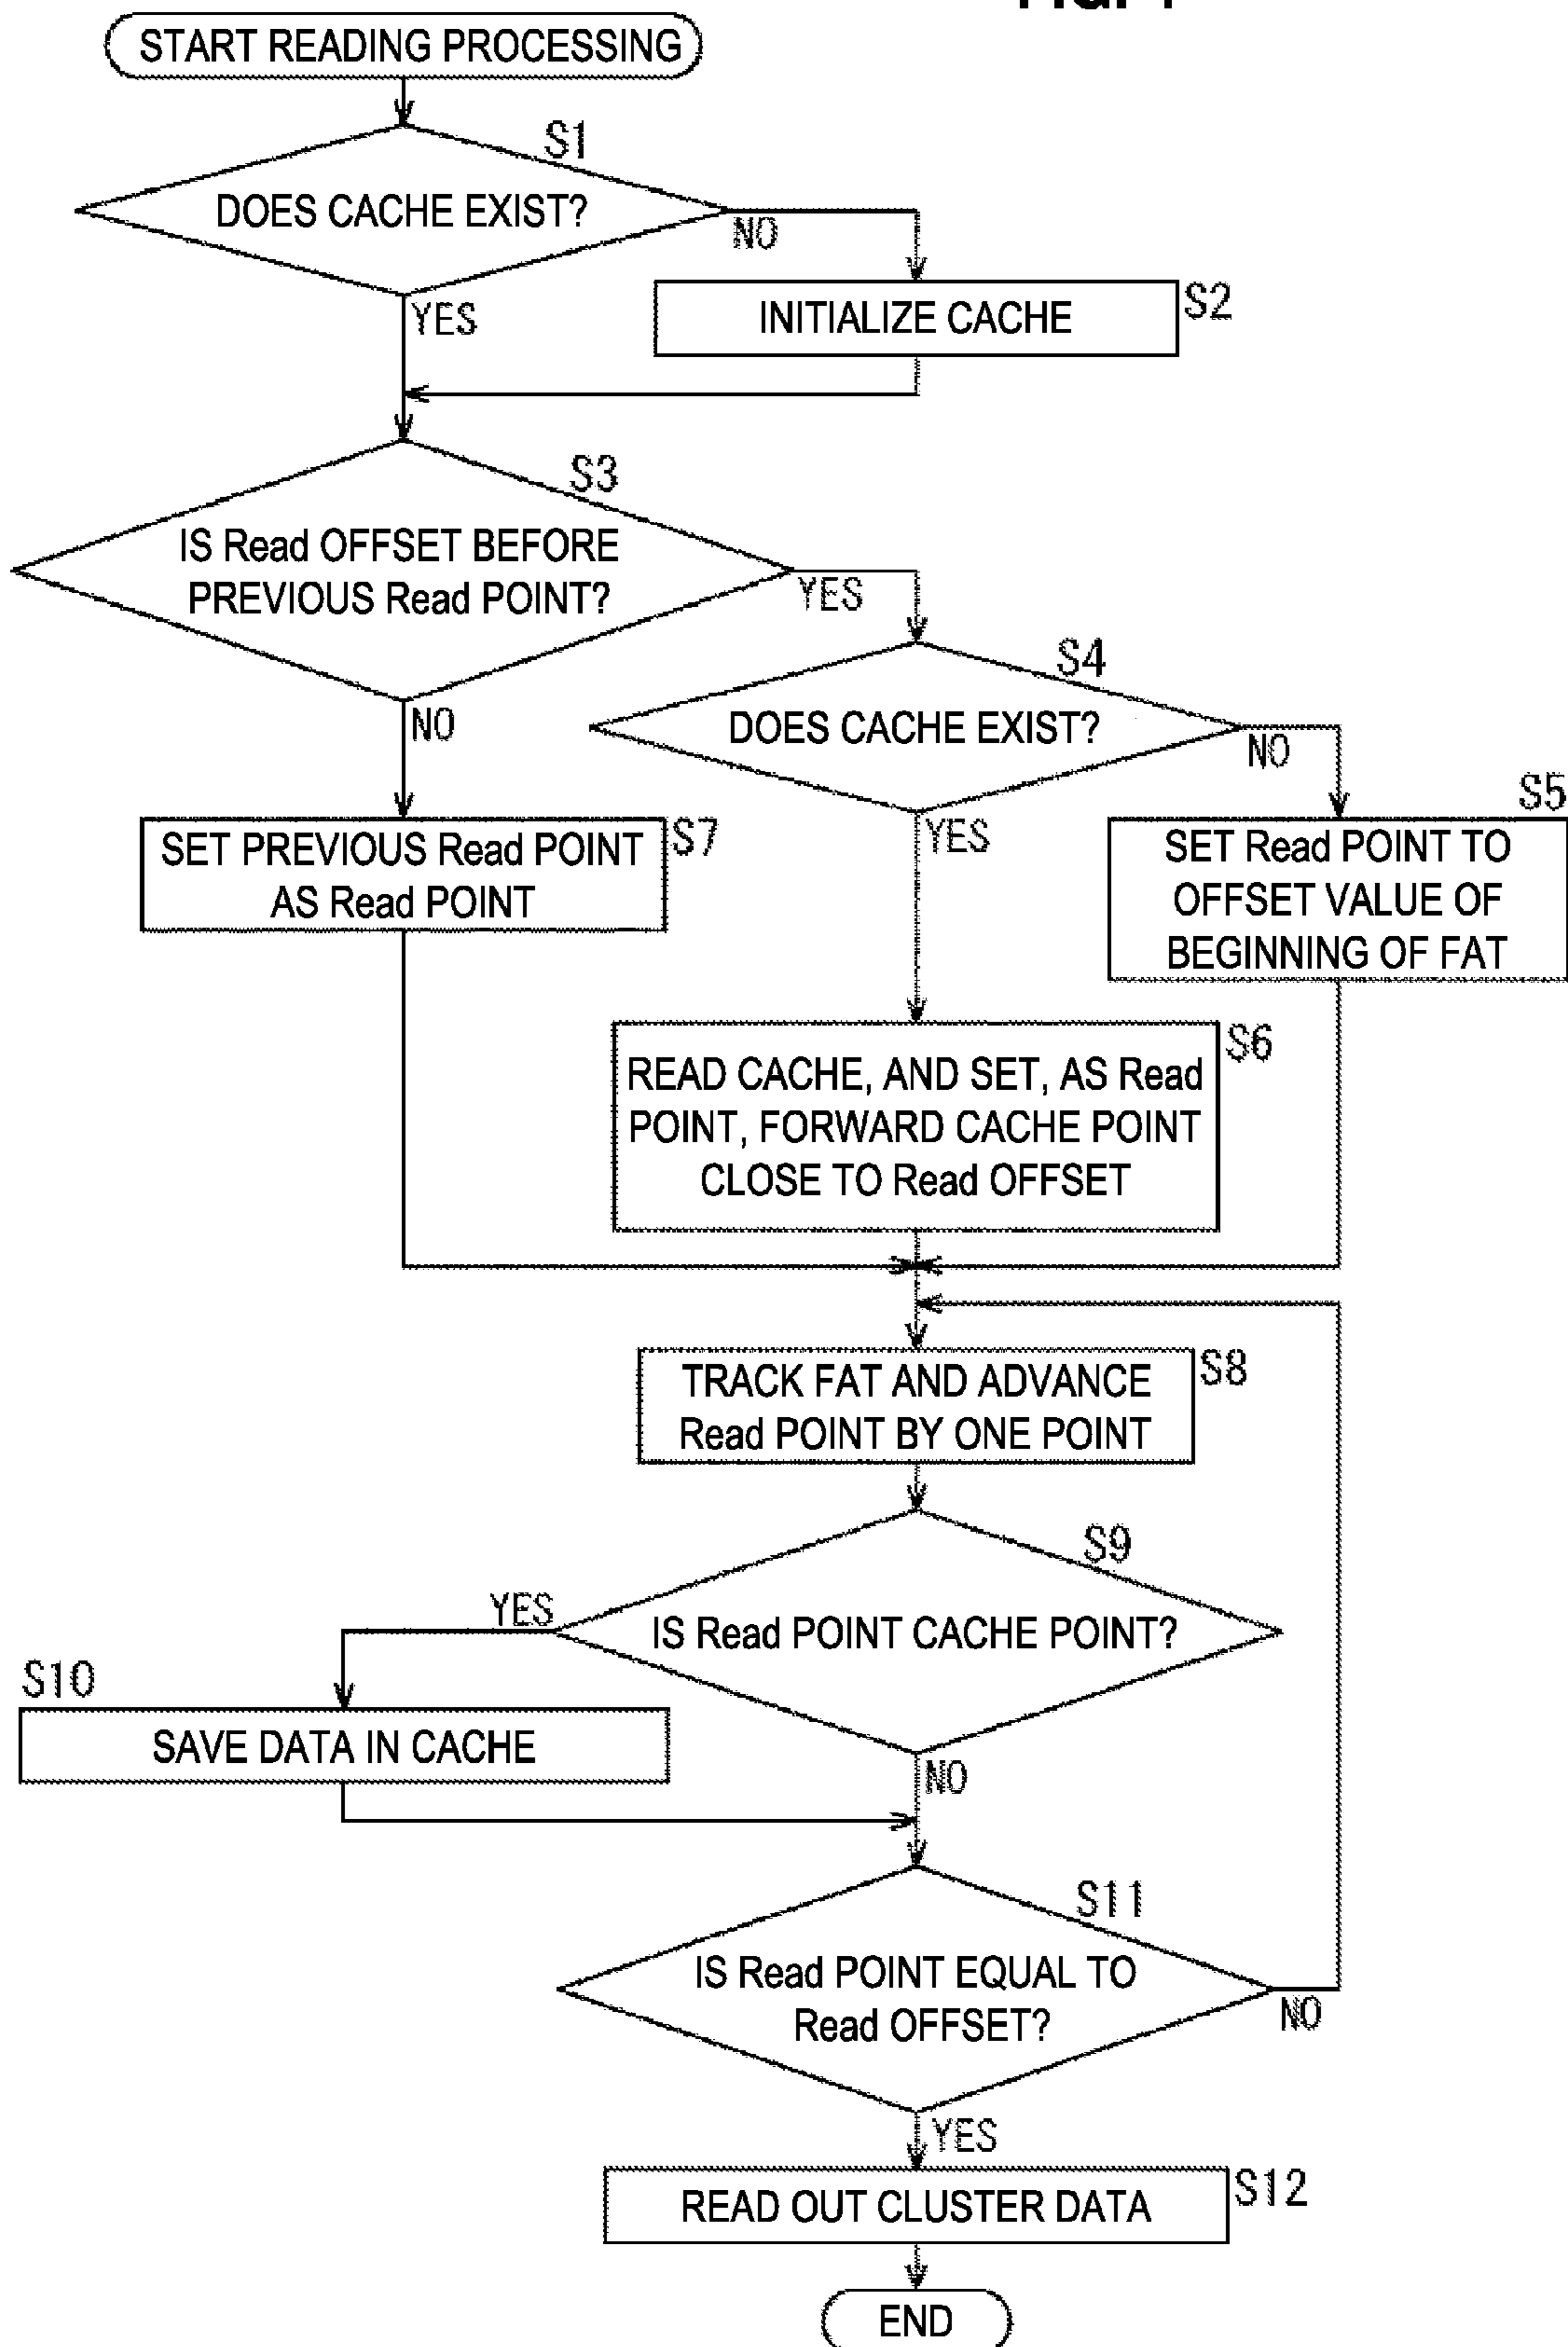 START READING PROCESSING
S1
DOES CACHE EXIST?
NO
YES
INITIALIZE CACHE
S2
S3
IS Read OFFSET BEFORE
PREVIOUS Read POINT?
YES
NO
S4
DOES CACHE EXIST?
NO
YES
S5
SET Read POINT TO
OFFSET VALUE OF
BEGINNING OF FAT
SET PREVIOUS Read POINT
AS Read POINT
S7
S6
READ CACHE, AND SET, AS Read
POINT, FORWARD CACHE POINT
CLOSE TO Read OFFSET
S8
TRACK FAT AND ADVANCE
Read POINT BY ONE POINT
S9
YES
IS Read POINT CACHE POINT?
NO
S10
SAVE DATA IN CACHE
S11
IS Read POINT EQUAL TO
Read OFFSET?
NO
YES
READ OUT CLUSTER DATA
S12
END